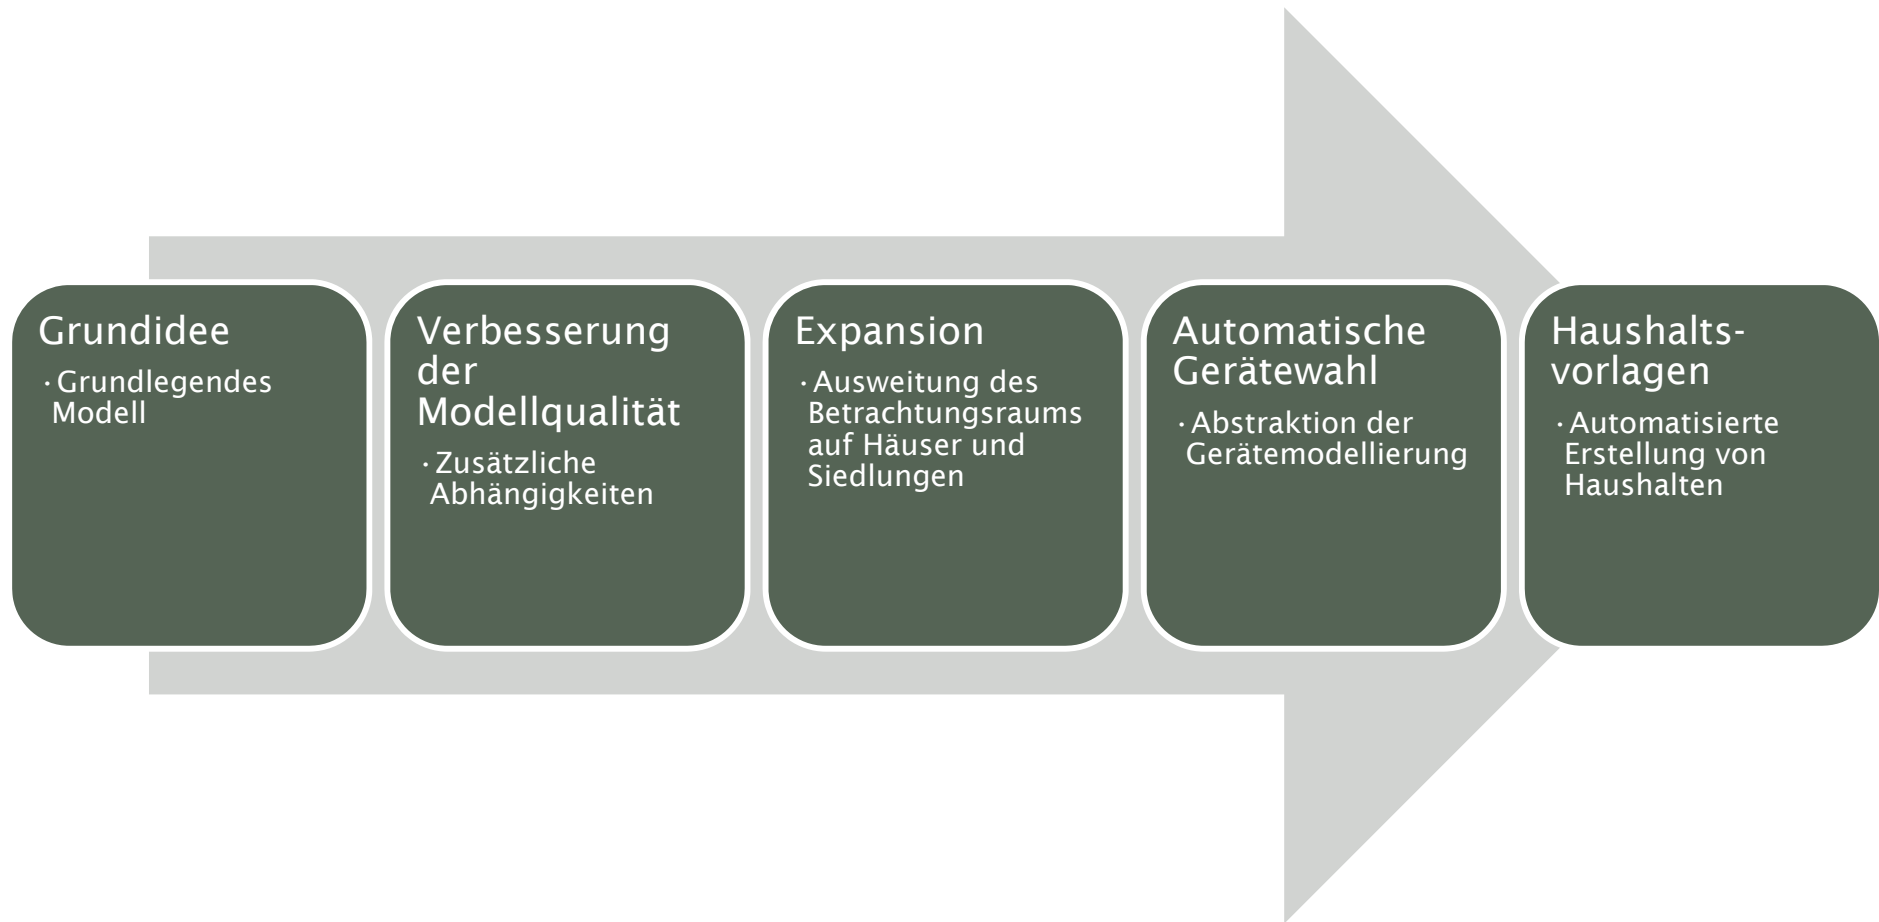 Grundidee
·Grundlegendes
Modell
Verbesserung
der
Modellqualität
·Zusätzliche
Abhängigkeiten
Expansion
·Ausweitung des
Betrachtungsraums
auf Häuser und
Siedlungen
Automatische
Gerätewahl
·Abstraktion der
Gerätemodellierung
Haushalts-
vorlagen
·Automatisierte
Erstellung von
Haushalten